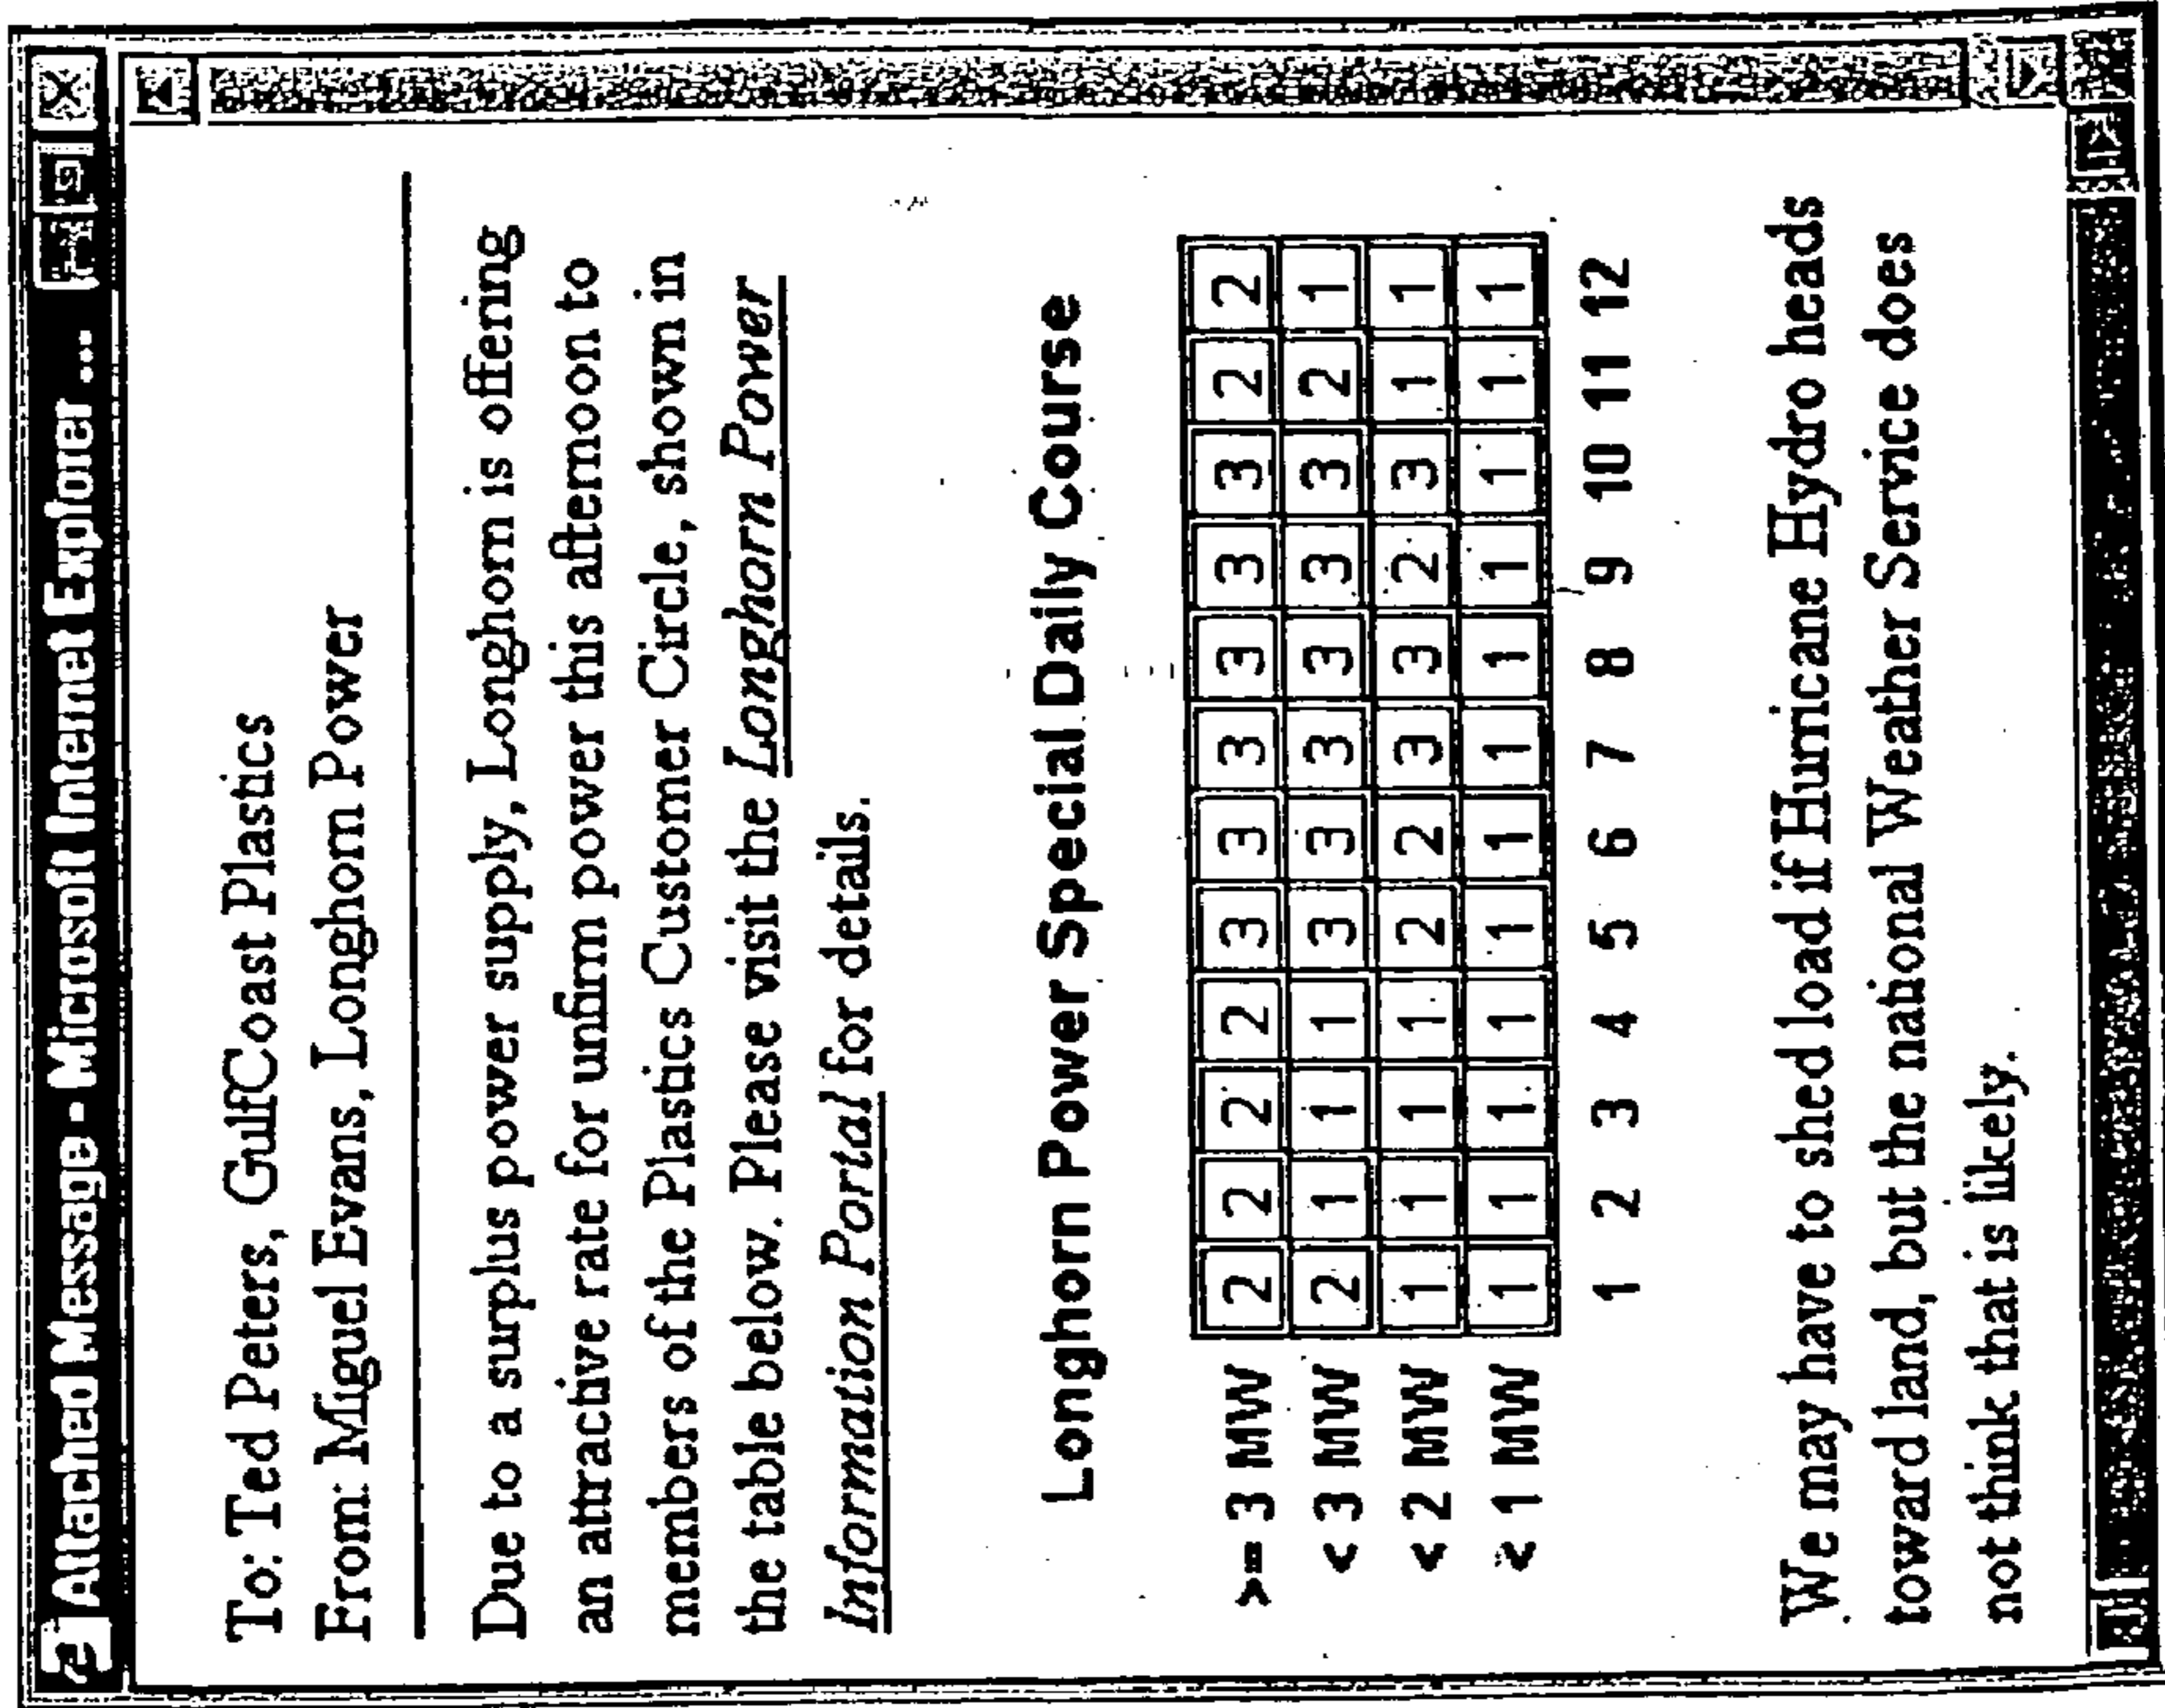 Attached Message - Microsoft Internet Explorer ...
To: Ted Peters, GulfCoast Plastics
From: Miguel Evans, Longhorn Power
Due to a surplus power supply, Longhorn is offering
an attractive rate for unfirm power this afternoon to
members of the Plastics Customer Circle, shown in
the table below. Please visit the Longhorn Power
Information Portal for details.
Longhorn Power Special Daily Course
>= 3 MW 2 2 2 2 3 3 3 3 3 3 2 2
< 3 MW 2 1 1 1 3 3 3 3 3 3 2 1
< 2 MW 1 1 1 1 2 2 3 3 2 3 1 1
< 1 MW 1 1 1 1 1 1 1 1 1 1 1 1
1 2 3 4 5 6 7 8 9 10 11 12
We may have to shed load if Hurricane Hydro heads
toward land, but the national Weather Service does
not think that is likely.